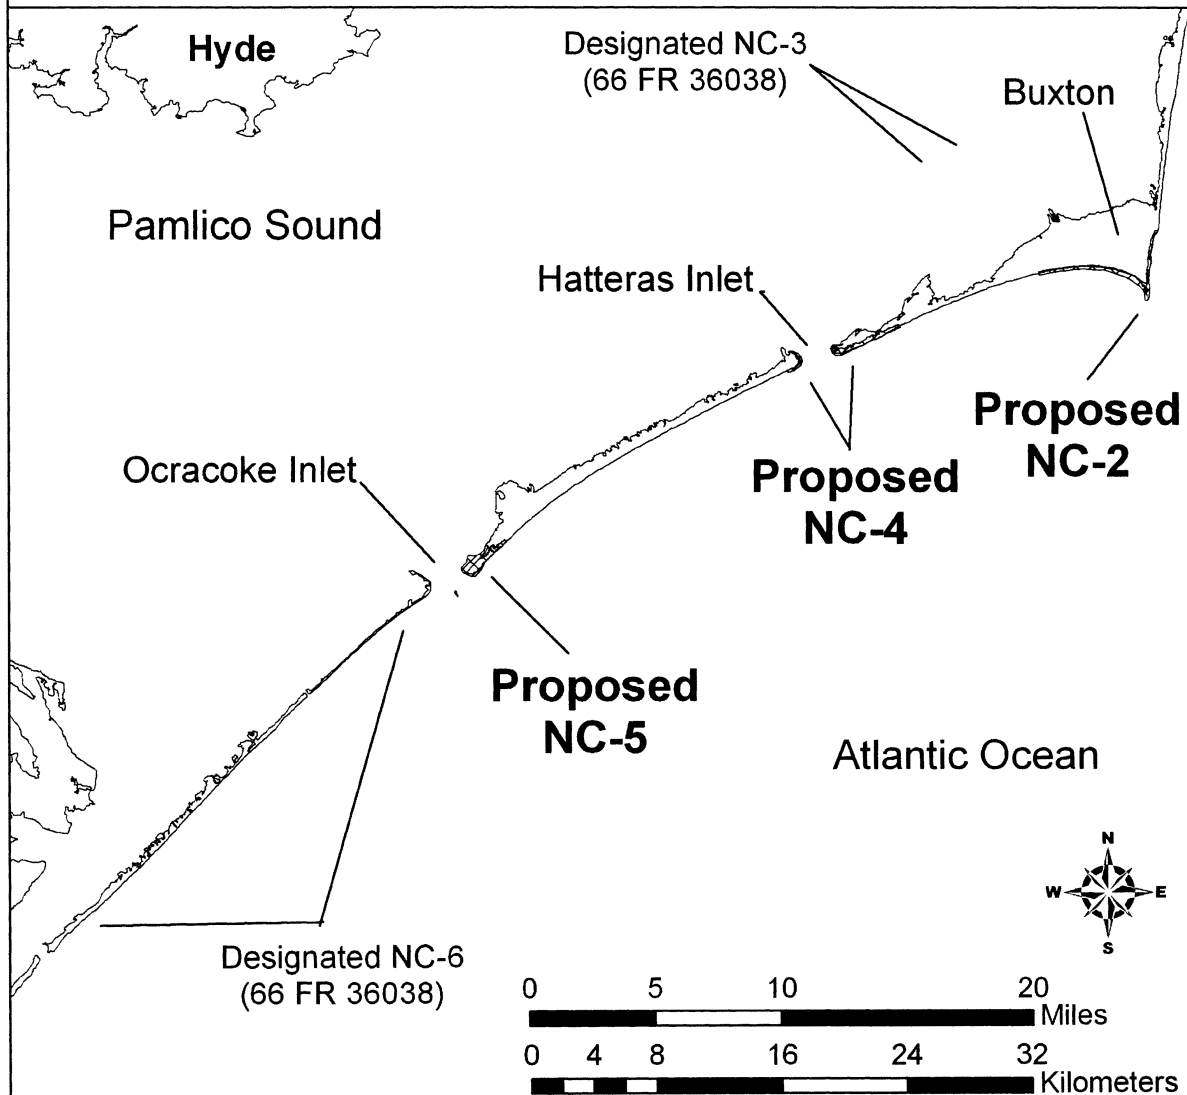 Hyde
Designated NC-3
(66 FR 36038)
Buxton
Pamlico Sound
Hatteras Inlet
Proposed
NC-2
Ocracoke Inlet
Proposed
NC-4
Proposed
NC-5
Atlantic Ocean
N
W E
S
Designated NC-6
(66 FR 36038)
0 5 10 20
Miles
0 4 8 16 24 32
Kilometers